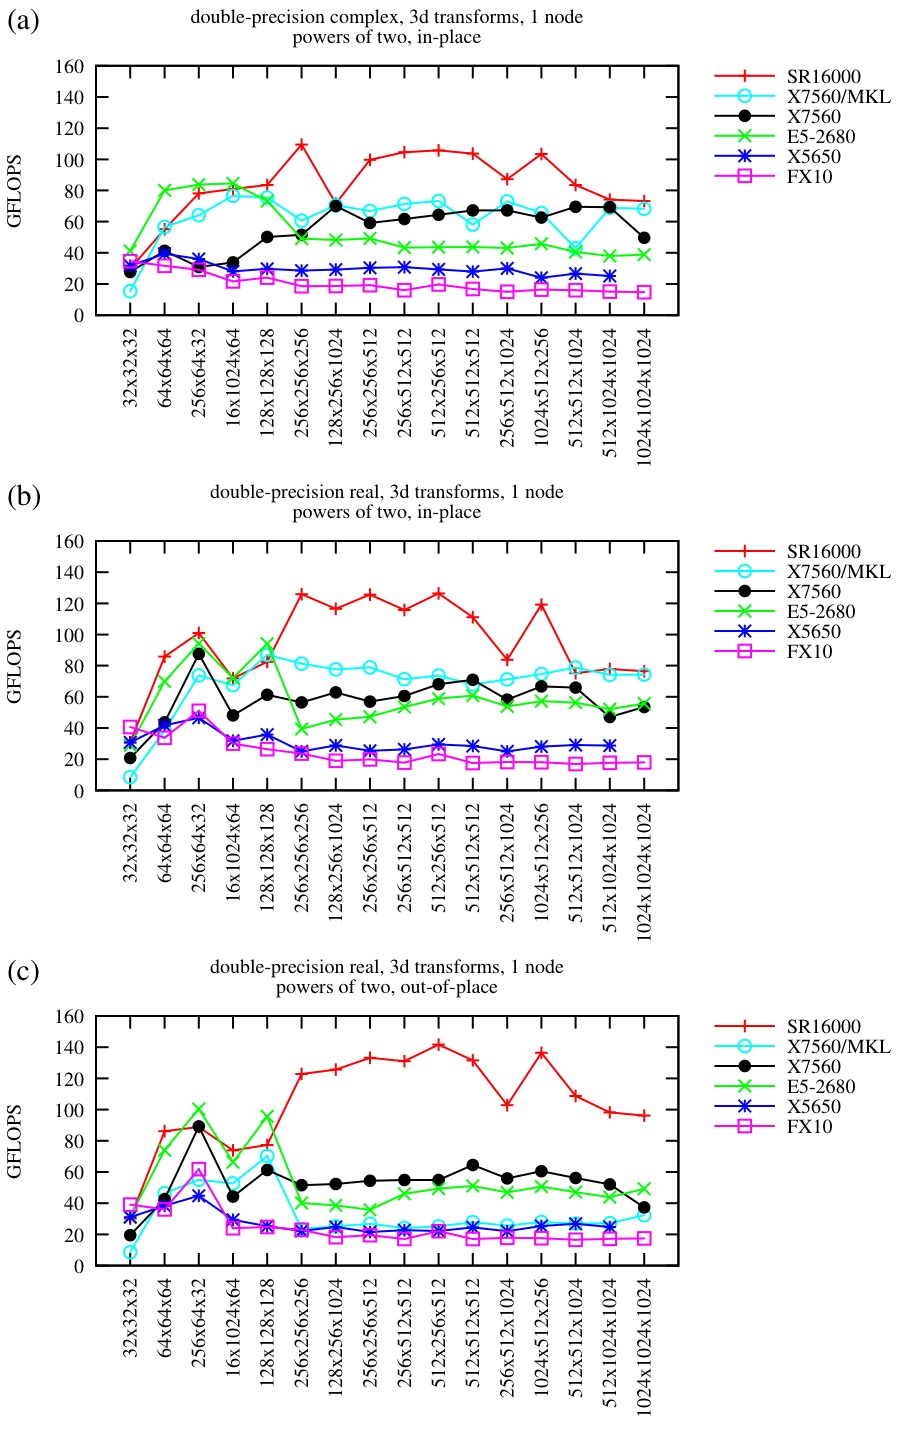 (a)
double-precision complex, 3d transforms, 1 node
powers of two, in-place
GFLOPS
160
140
120
100
80
60
40
20
0
32x32x32
64x64x64
256x64x32
16x1024x64
128x128x128
256x256x256
128x256x1024
256x256x512
256x512x512
512x256x512
512x512x512
256x512x1024
1024x512x256
512x512x1024
512x1024x1024
1024x1024x1024
SR16000
X7560/MKL
X7560
E5-2680
X5650
FX10
(b)
double-precision real, 3d transforms, 1 node
powers of two, in-place
GFLOPS
160
140
120
100
80
60
40
20
0
32x32x32
64x64x64
256x64x32
16x1024x64
128x128x128
256x256x256
128x256x1024
256x256x512
256x512x512
512x256x512
512x512x512
256x512x1024
1024x512x256
512x512x1024
512x1024x1024
1024x1024x1024
SR16000
X7560/MKL
X7560
E5-2680
X5650
FX10
(c)
double-precision real, 3d transforms, 1 node
powers of two, out-of-place
GFLOPS
160
140
120
100
80
60
40
20
0
32x32x32
64x64x64
256x64x32
16x1024x64
128x128x128
256x256x256
128x256x1024
256x256x512
256x512x512
512x256x512
512x512x512
256x512x1024
1024x512x256
512x512x1024
512x1024x1024
1024x1024x1024
SR16000
X7560/MKL
X7560
E5-2680
X5650
FX10